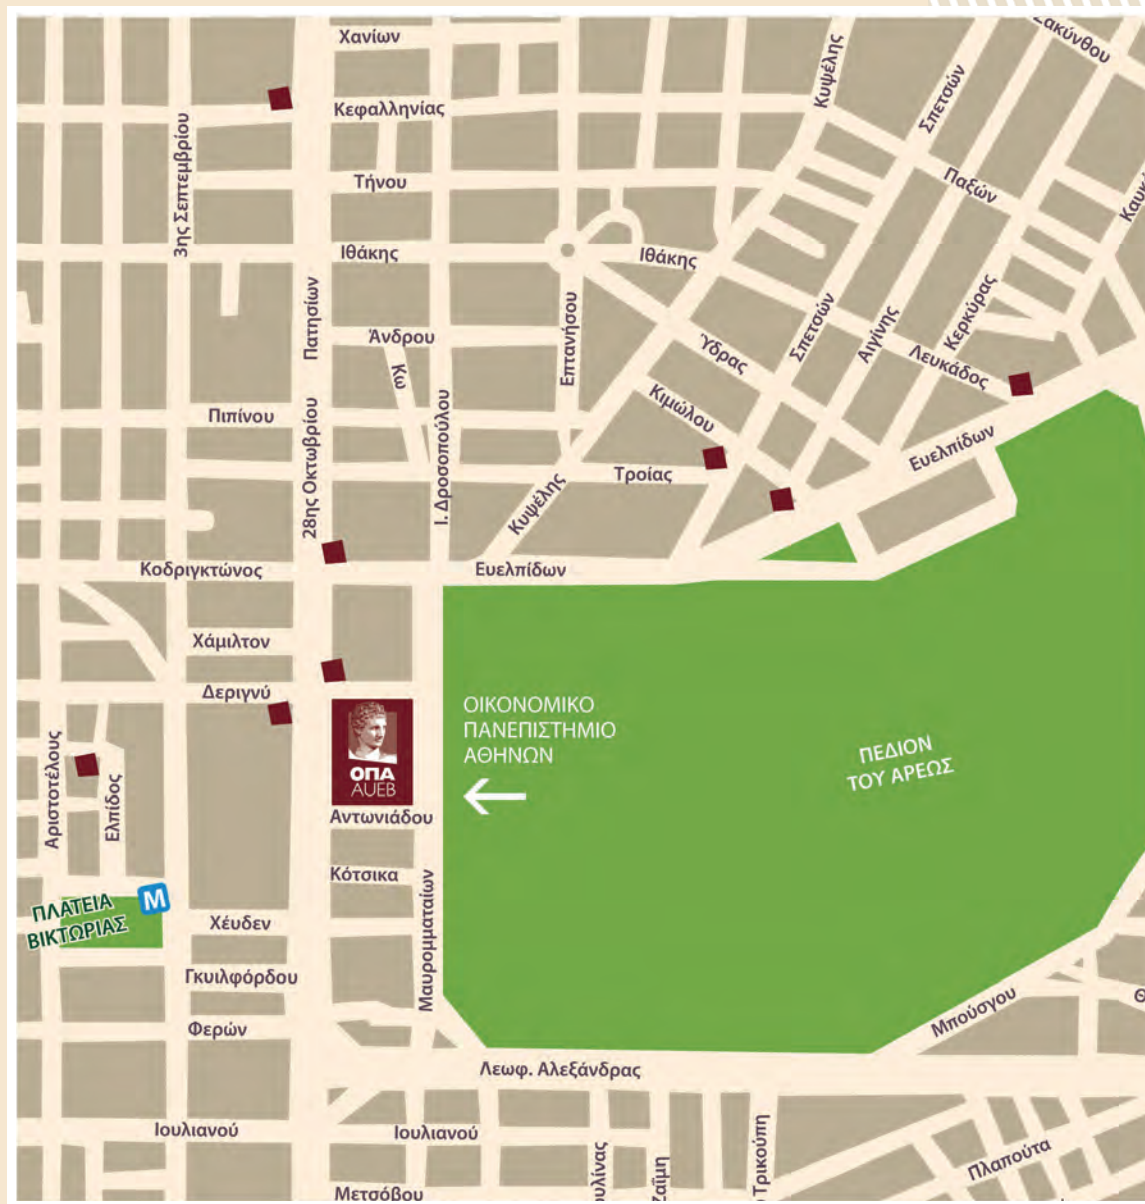 Χανίων
Ζακύνθου
Κυψέλης
Σπετσών
Κεφαλληνίας
3ης Σεπτεμβρίου
Τήνου
Παξών
Ιθάκης
Ιθάκης
Πατησίων
Επτανήσου
Άνδρου
Κω
Ύδρας
Σπετσών
Αιγίνης
Κερκύρας
Λευκάδος
Κιμώλου
Πιπίνου
28ης Οκτωβρίου
Ι. Δροσοπούλου
Κυψέλης
Τροίας
Ευελπίδων
Κοδριγκτώνος
Ευελπίδων
Χάμιλτον
Δεριγνύ
ΟΙΚΟΝΟΜΙΚΟ
ΠΑΝΕΠΙΣΤΗΜΙΟ
ΑΘΗΝΩΝ
ΟΠΑ
AUEB
ΠΕΔΙΟΝ
ΤΟΥ ΑΡΕΩΣ
Αριστοτέλους
Ελπίδος
Αντωνιάδου
Κότσικα
Μαυρομματαίων
M
ΠΛΑΤΕΙΑ
ΒΙΚΤΩΡΙΑΣ
Χέυδεν
Γκυιλφόρδου
Φερών
Μπούσγου
Λεωφ. Αλεξάνδρας
Ιουλιανού
Ιουλιανού
Τρικούπη
Πλαπούτα
Ζαΐμη
Μετσόβου